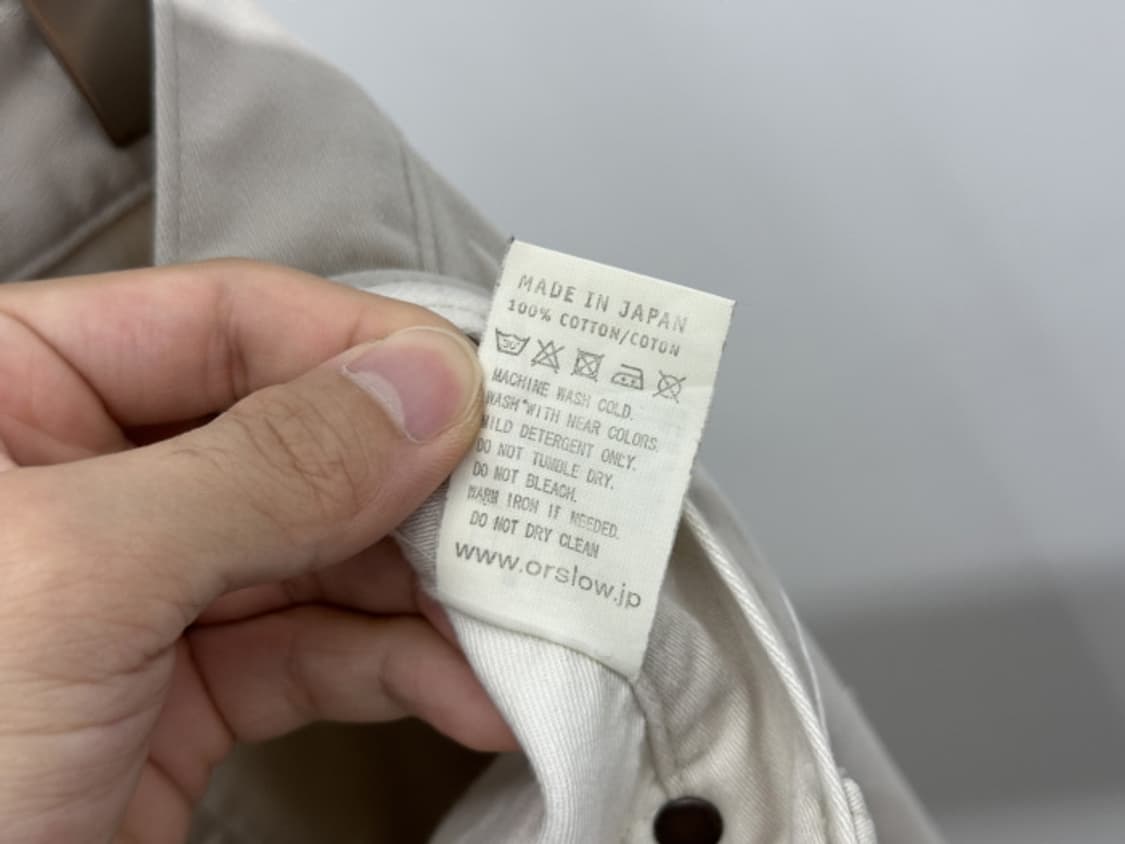 MADE IN JAPAN
100% COTTON/COTON
30°
MACHINE WASH COLD.
WASH WITH NEAR COLORS.
MILD DETERGENT ONLY.
DO NOT TUMBLE DRY.
DO NOT BLEACH.
WARM IRON IF NEEDED.
DO NOT DRY CLEAN
www.orslow.jp